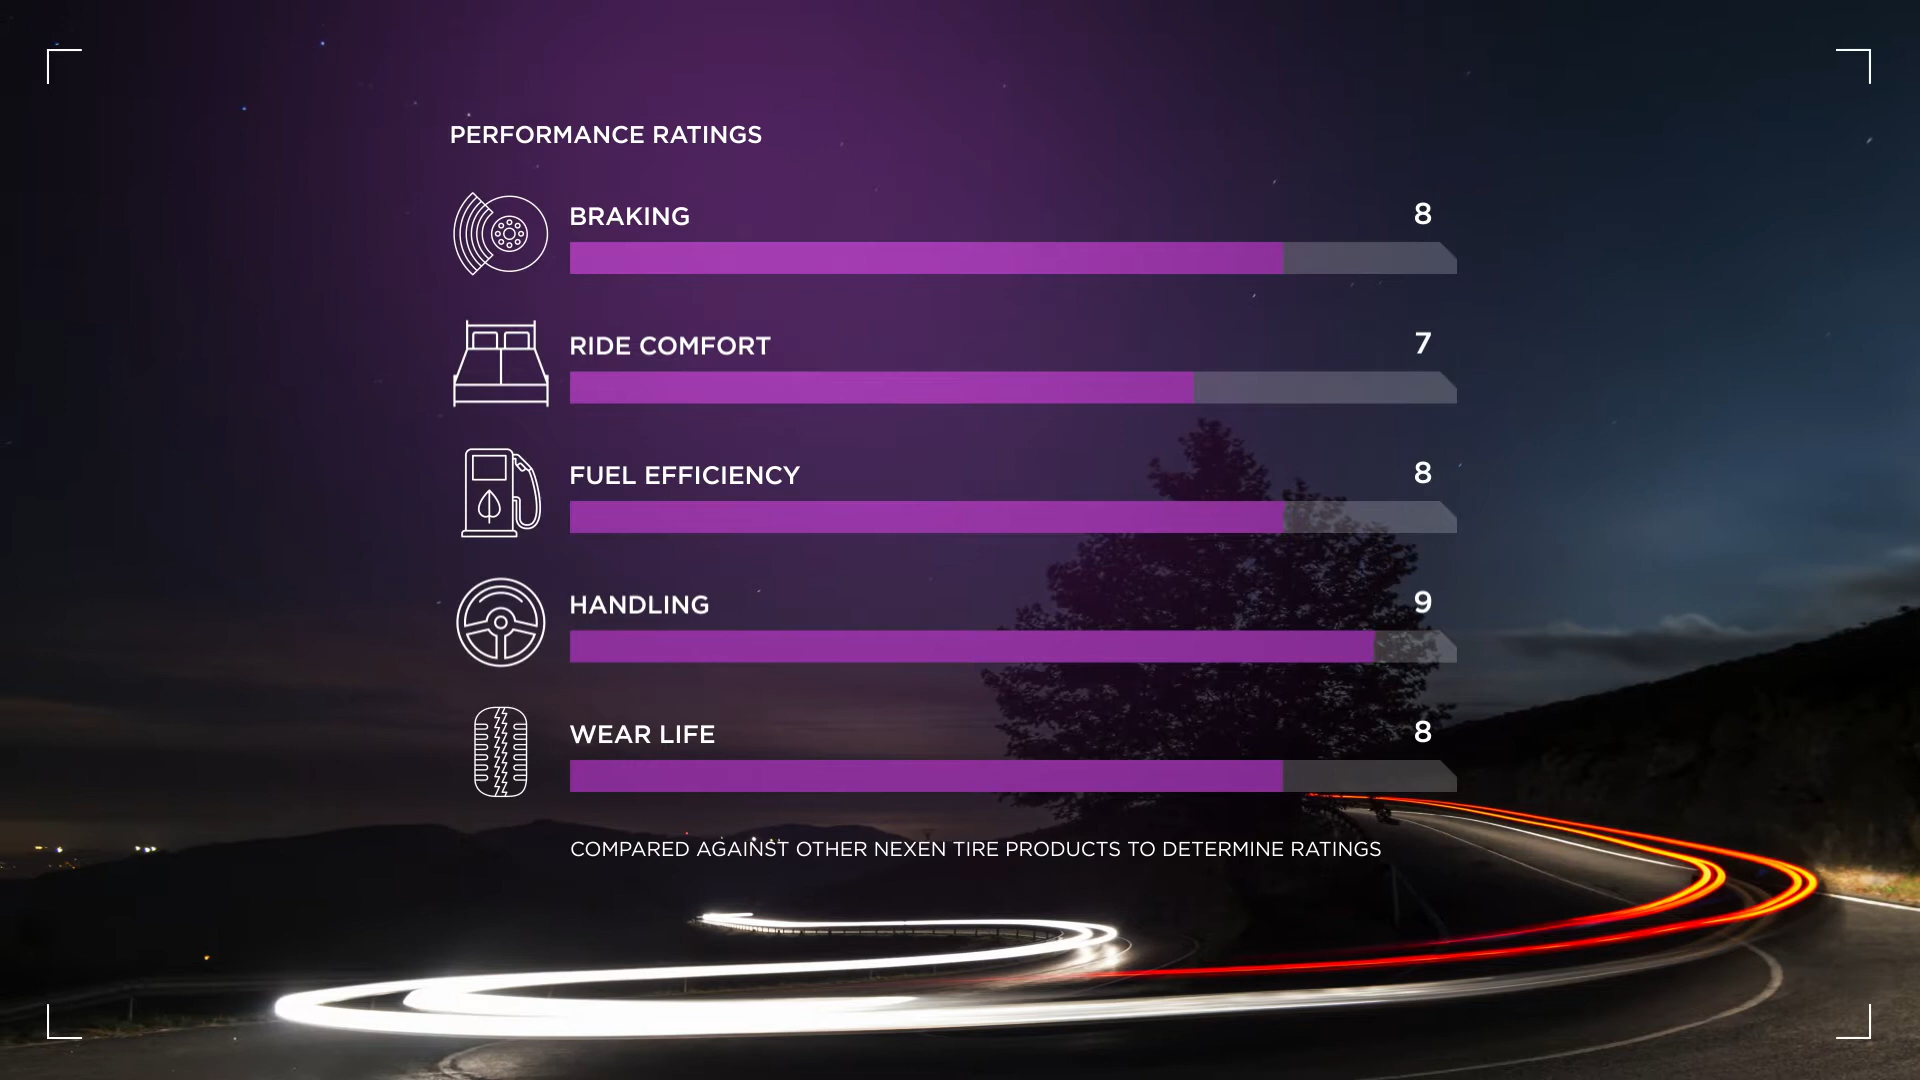 PERFORMANCE RATINGS
BRAKING 8
RIDE COMFORT 7
FUEL EFFICIENCY 8
HANDLING 9
WEAR LIFE 8
COMPARED AGAINST OTHER NEXEN TIRE PRODUCTS TO DETERMINE RATINGS